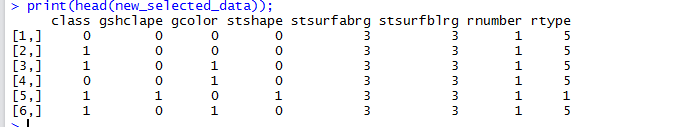 > print(head(new_selected_data));
class gshclape gcolor stshape stsurfabrg stsurfblrg rnumber rtype
[1,] 0 0 0 0 3 3 1 5
[2,] 1 0 0 0 3 3 1 5
[3,] 1 0 1 0 3 3 1 5
[4,] 0 0 1 0 3 3 1 5
[5,] 1 1 0 1 3 3 1 1
[6,] 1 0 1 0 3 3 1 5
>